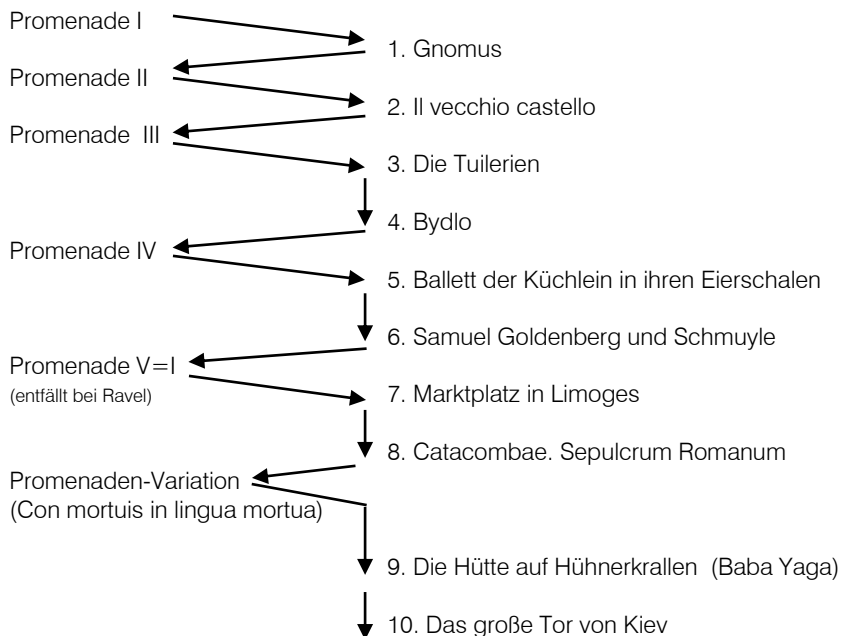 Promenade I
1. Gnomus
Promenade II
2. Il vecchio castello
Promenade III
3. Die Tuilerien
4. Bydlo
Promenade IV
5. Ballett der Küchlein in ihren Eierschalen
6. Samuel Goldenberg und Schmuyle
Promenade V=I
(entfällt bei Ravel)
7. Marktplatz in Limoges
8. Catacombae. Sepulcrum Romanum
Promenaden-Variation
(Con mortuis in lingua mortua)
9. Die Hütte auf Hühnerkrallen (Baba Yaga)
10. Das große Tor von Kiev